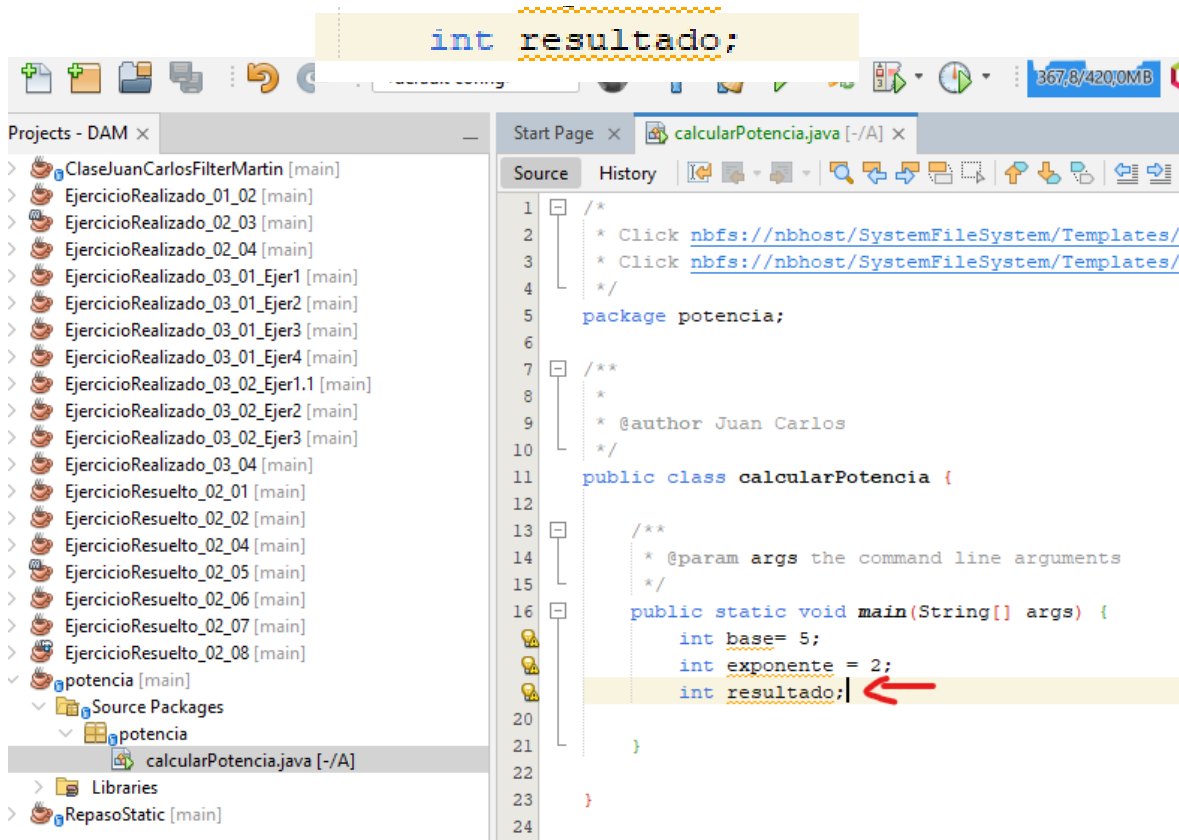 int resultado;
367,8/420,0MB
Projects - DAM
ClaseJuanCarlosFilterMartin [main]
EjercicioRealizado_01_02 [main]
EjercicioRealizado_02_03 [main]
EjercicioRealizado_02_04 [main]
EjercicioRealizado_03_01_Ejer1 [main]
EjercicioRealizado_03_01_Ejer2 [main]
EjercicioRealizado_03_01_Ejer3 [main]
EjercicioRealizado_03_01_Ejer4 [main]
EjercicioRealizado_03_02_Ejer1.1 [main]
EjercicioRealizado_03_02_Ejer2 [main]
EjercicioRealizado_03_02_Ejer3 [main]
EjercicioRealizado_03_04 [main]
EjercicioResuelto_02_01 [main]
EjercicioResuelto_02_02 [main]
EjercicioResuelto_02_04 [main]
EjercicioResuelto_02_05 [main]
EjercicioResuelto_02_06 [main]
EjercicioResuelto_02_07 [main]
EjercicioResuelto_02_08 [main]
potencia [main]
Source Packages
potencia
calcularPotencia.java [-/A]
Libraries
RepasoStatic [main]
Start Page calcularPotencia.java [-/A]
Source History
1 /*
2 * Click nbfs://nbhost/SystemFileSystem/Templates/
3 * Click nbfs://nbhost/SystemFileSystem/Templates/
4 */
5 package potencia;
6
7 /**
8 *
9 * @author Juan Carlos
10 */
11 public class calcularPotencia {
12
13 /**
14 * @param args the command line arguments
15 */
16 public static void main(String[] args) {
int base= 5;
int exponente = 2;
int resultado;
20
21 }
22
23 }
24